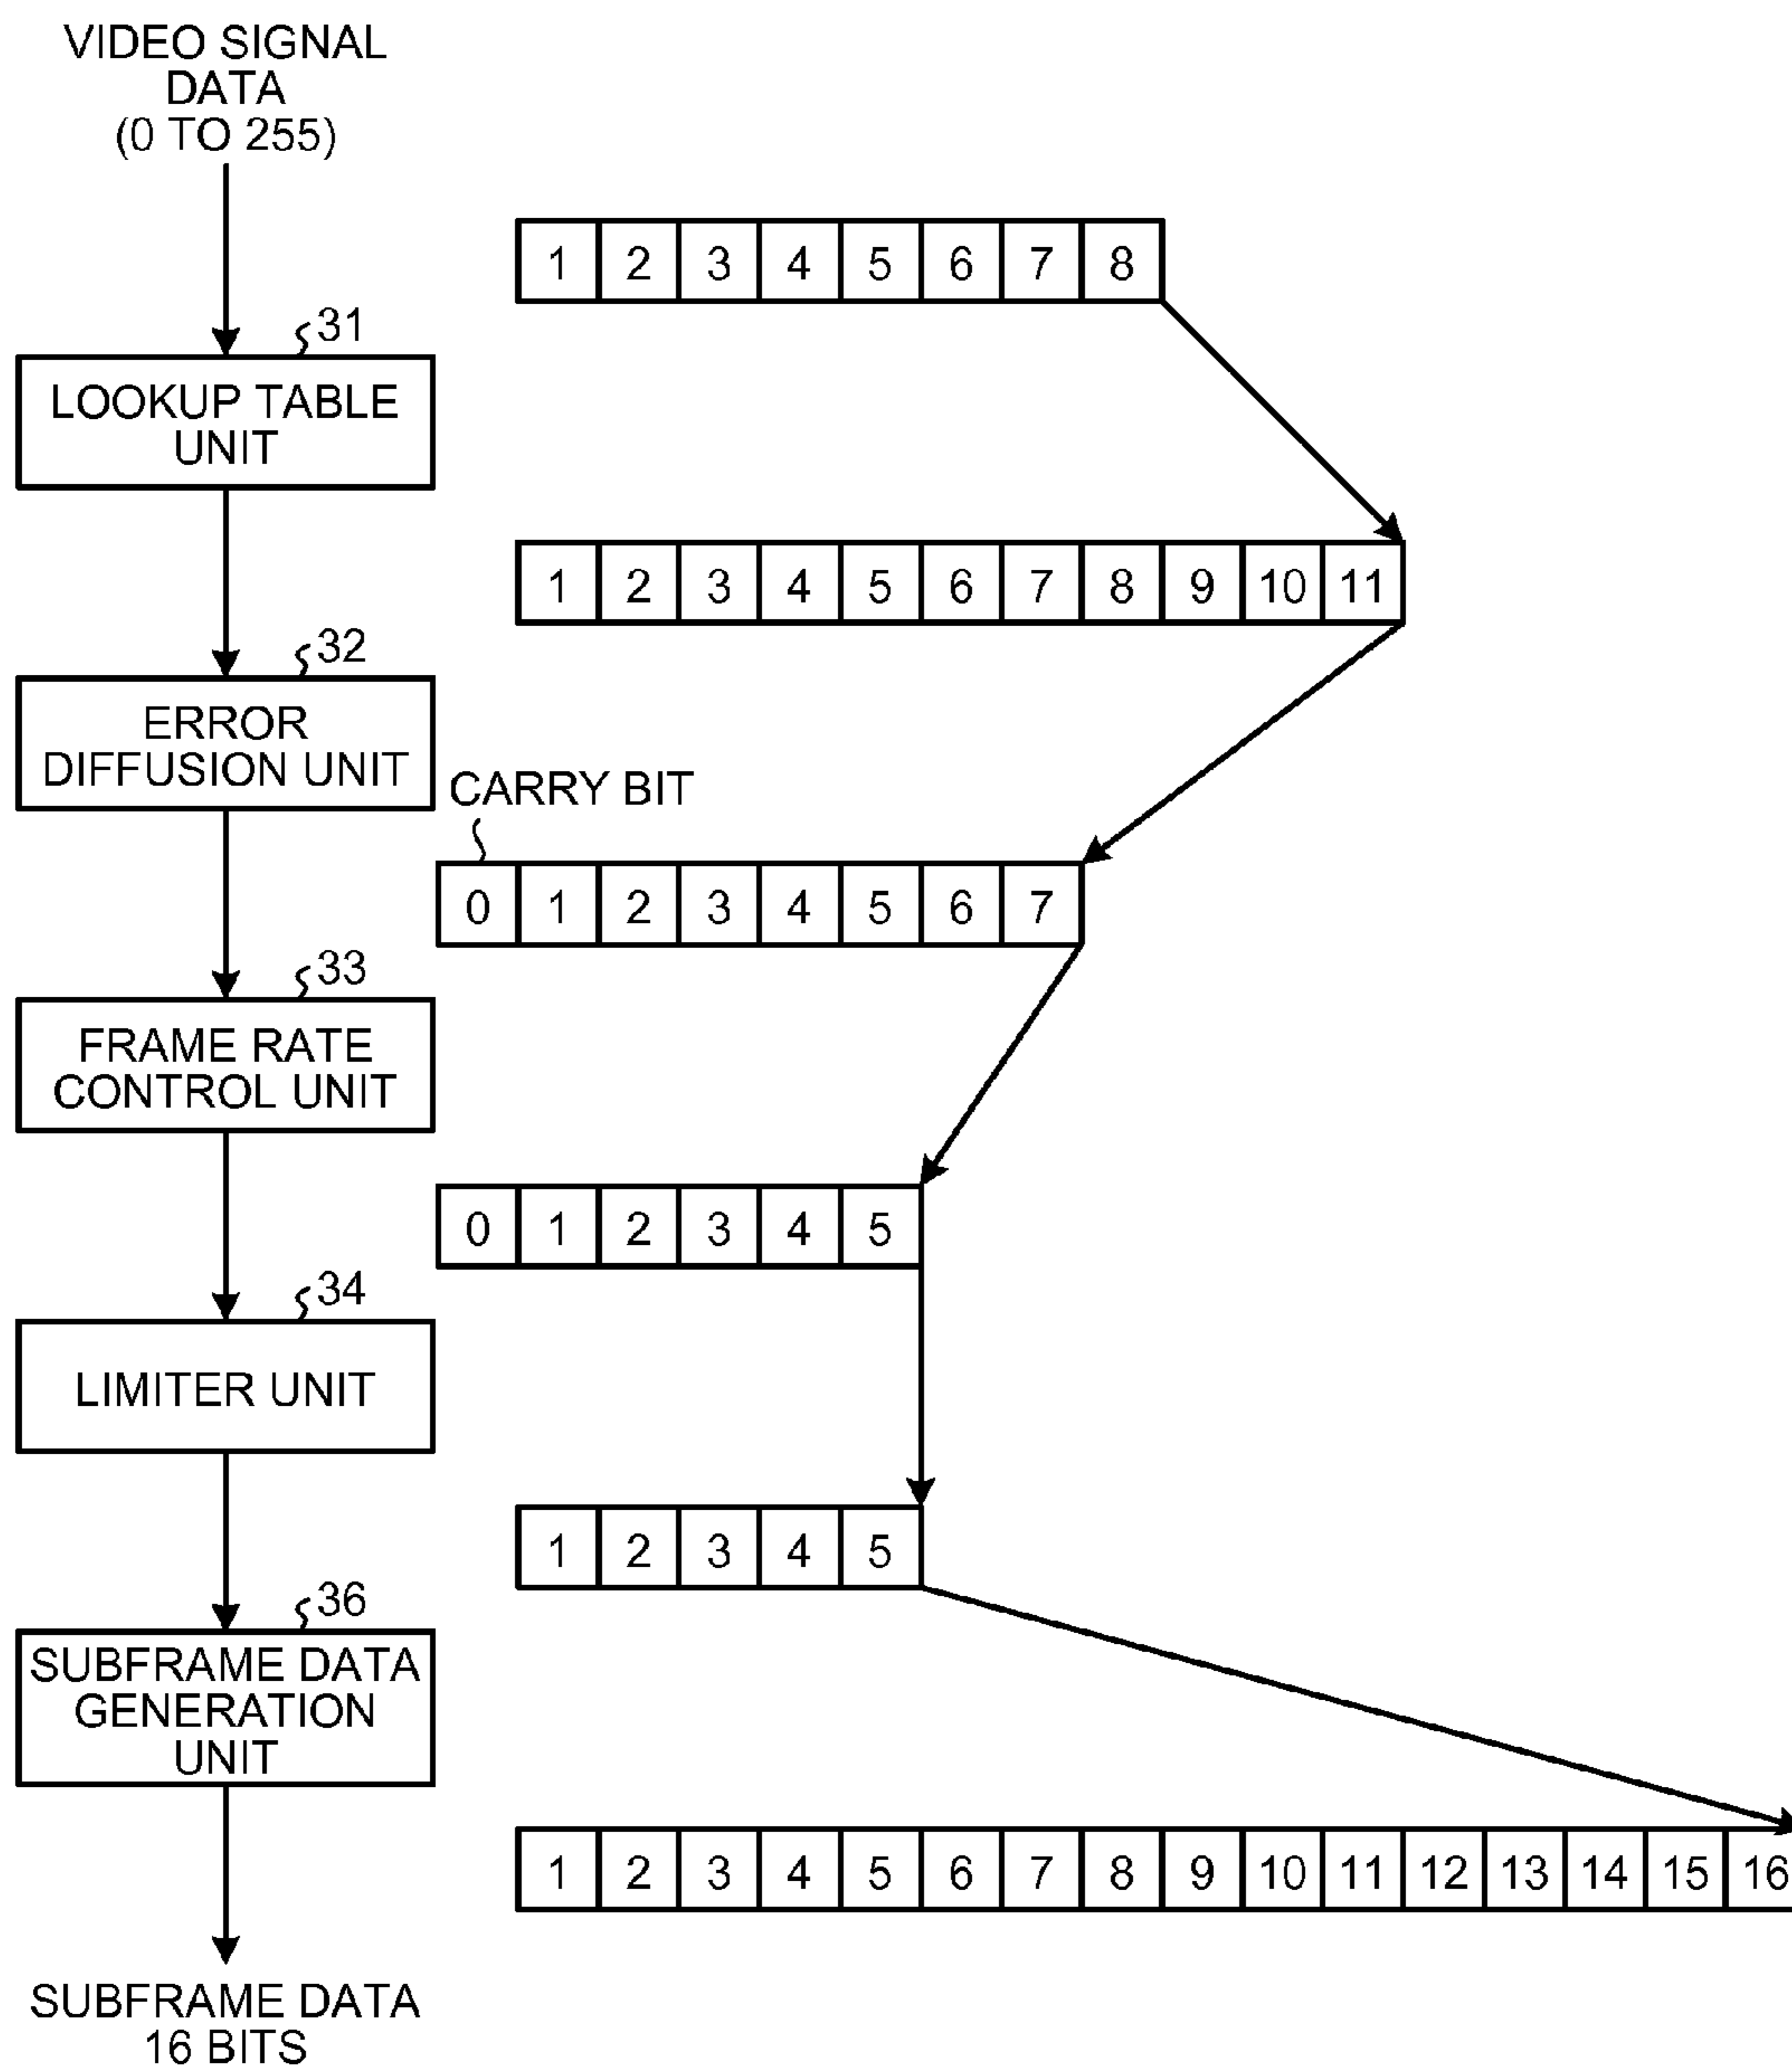 VIDEO SIGNAL
DATA
(0 TO 255)
1 2 3 4 5 6 7 8
31
LOOKUP TABLE
UNIT
1 2 3 4 5 6 7 8 9 10 11
32
ERROR
DIFFUSION UNIT
CARRY BIT
0 1 2 3 4 5 6 7
33
FRAME RATE
CONTROL UNIT
0 1 2 3 4 5
34
LIMITER UNIT
1 2 3 4 5
36
SUBFRAME DATA
GENERATION
UNIT
1 2 3 4 5 6 7 8 9 10 11 12 13 14 15 16
SUBFRAME DATA
16 BITS